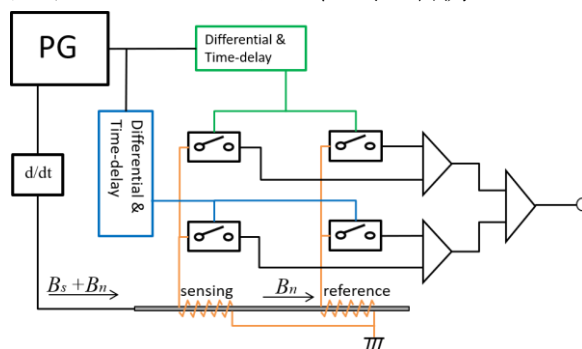 PG
Differential &
Time-delay
Differential &
Time-delay
d/dt
Bs +Bn
sensing
Bn
reference